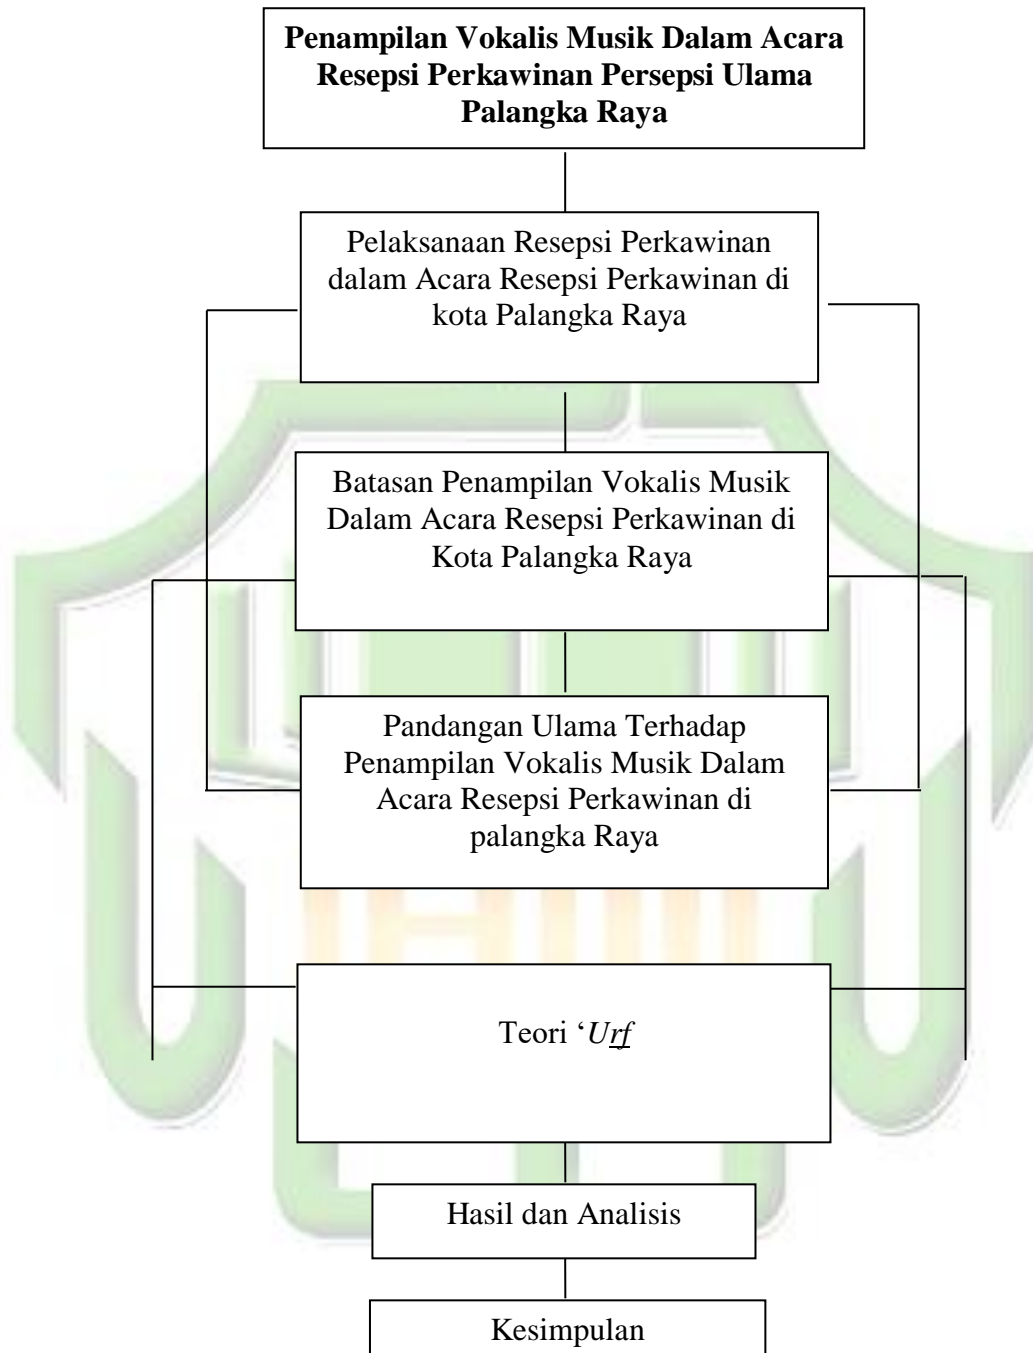 Penampilan Vokalis Musik Dalam Acara
Resepsi Perkawinan Persepsi Ulama
Palangka Raya
Pelaksanaan Resepsi Perkawinan
dalam Acara Resepsi Perkawinan di
kota Palangka Raya
Batasan Penampilan Vokalis Musik
Dalam Acara Resepsi Perkawinan di
Kota Palangka Raya
Pandangan Ulama Terhadap
Penampilan Vokalis Musik Dalam
Acara Resepsi Perkawinan di
palangka Raya
Teori ‘Urf
Hasil dan Analisis
Kesimpulan